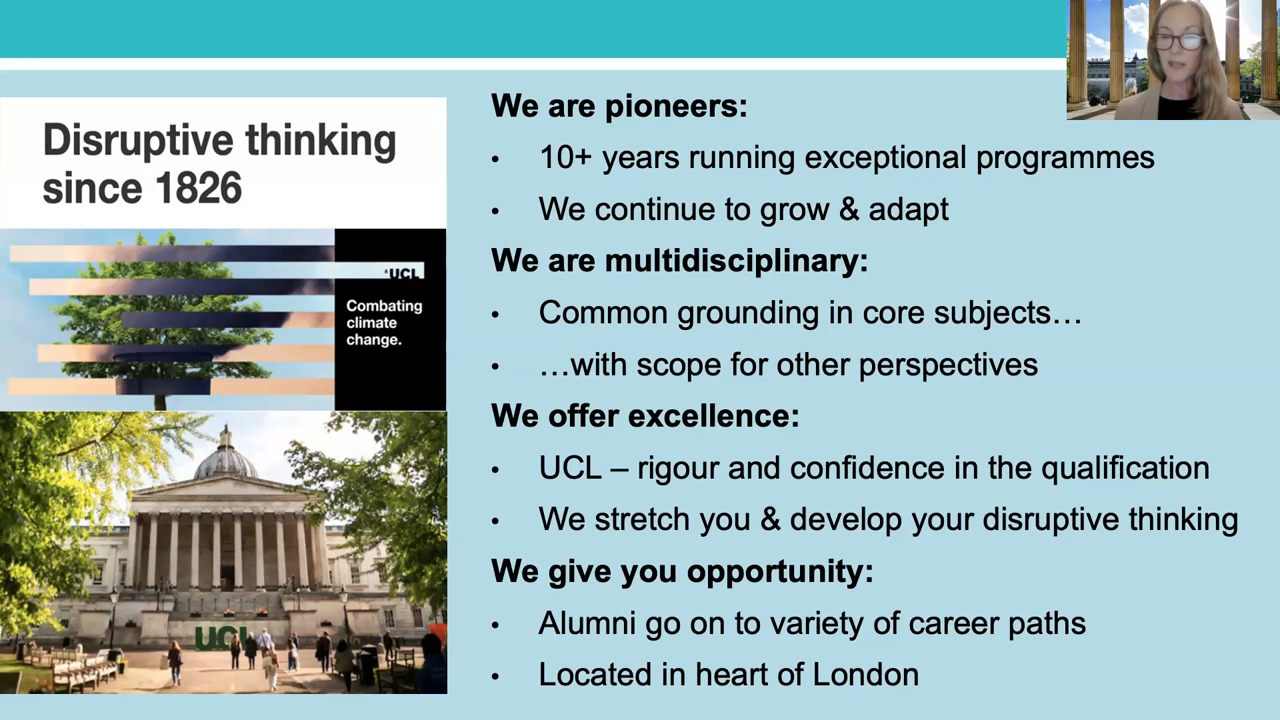 Disruptive thinking
since 1826
UCL
Combating
climate
change.
UCL
We are pioneers:
• 10+ years running exceptional programmes
• We continue to grow & adapt
We are multidisciplinary:
• Common grounding in core subjects…
• …with scope for other perspectives
We offer excellence:
• UCL – rigour and confidence in the qualification
• We stretch you & develop your disruptive thinking
We give you opportunity:
• Alumni go on to variety of career paths
• Located in heart of London